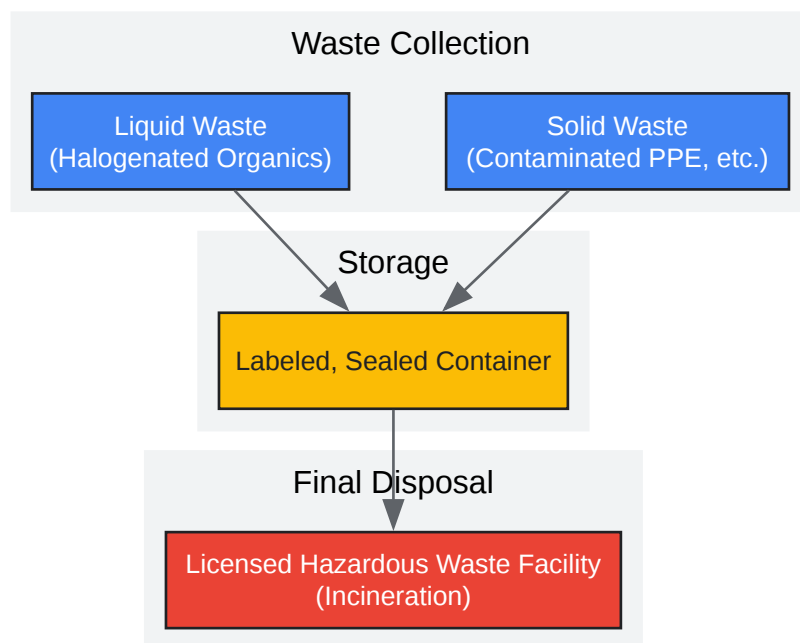 Waste Collection
Liquid Waste
(Halogenated Organics)
Solid Waste
(Contaminated PPE, etc.)
Storage
Labeled, Sealed Container
Final Disposal
Licensed Hazardous Waste Facility
(Incineration)